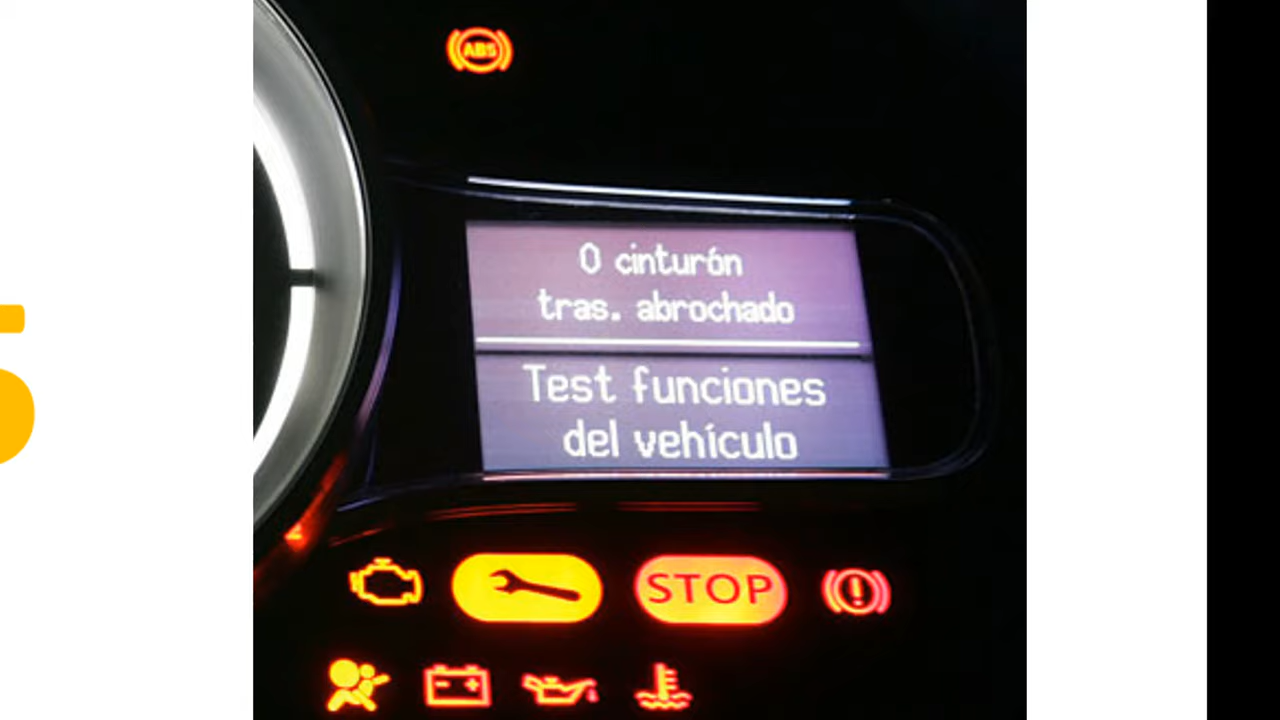 ABS
0 cinturón
tras. abrochado
Test funciones
del vehículo
STOP